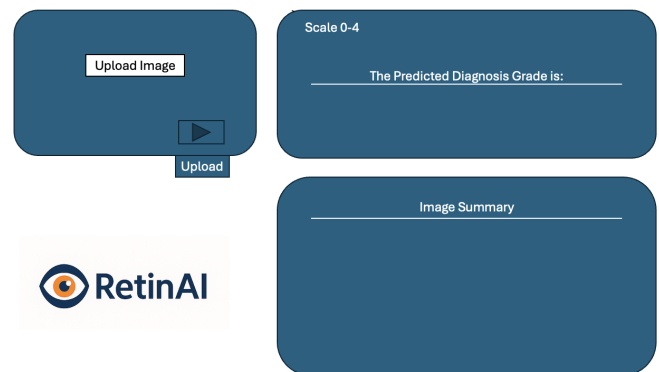 Upload Image
Upload
Scale 0-4
The Predicted Diagnosis Grade is:
Image Summary
RetinAI